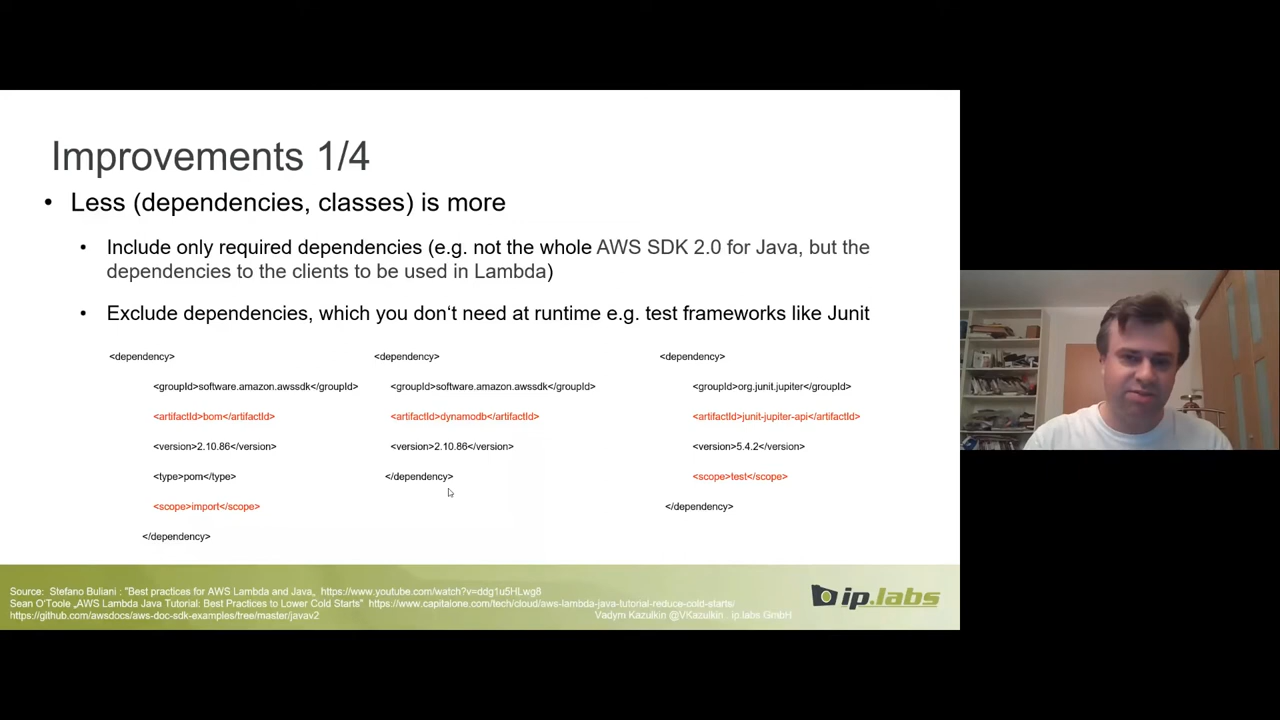 Improvements 1/4
• Less (dependencies, classes) is more
• Include only required dependencies (e.g. not the whole AWS SDK 2.0 for Java, but the
dependencies to the clients to be used in Lambda)
• Exclude dependencies, which you don‘t need at runtime e.g. test frameworks like Junit
<dependency>
<groupId>software.amazon.awssdk</groupId>
<artifactId>bom</artifactId>
<version>2.10.86</version>
<type>pom</type>
<scope>import</scope>
</dependency>
<dependency>
<groupId>software.amazon.awssdk</groupId>
<artifactId>dynamodb</artifactId>
<version>2.10.86</version>
</dependency>
<dependency>
<groupId>org.junit.jupiter</groupId>
<artifactId>junit-jupiter-api</artifactId>
<version>5.4.2</version>
<scope>test</scope>
</dependency>
Source: Stefano Buliani : "Best practices for AWS Lambda and Java„ https://www.youtube.com/watch?v=ddg1u5HLwg8
Sean O'Toole „AWS Lambda Java Tutorial: Best Practices to Lower Cold Starts" https://www.capitalone.com/tech/cloud/aws-lambda-java-tutorial-reduce-cold-starts/
https://github.com/awsdocs/aws-doc-sdk-examples/tree/master/javav2
Vadym Kazulkin @VKazulkin , ip.labs GmbH
ip.labs